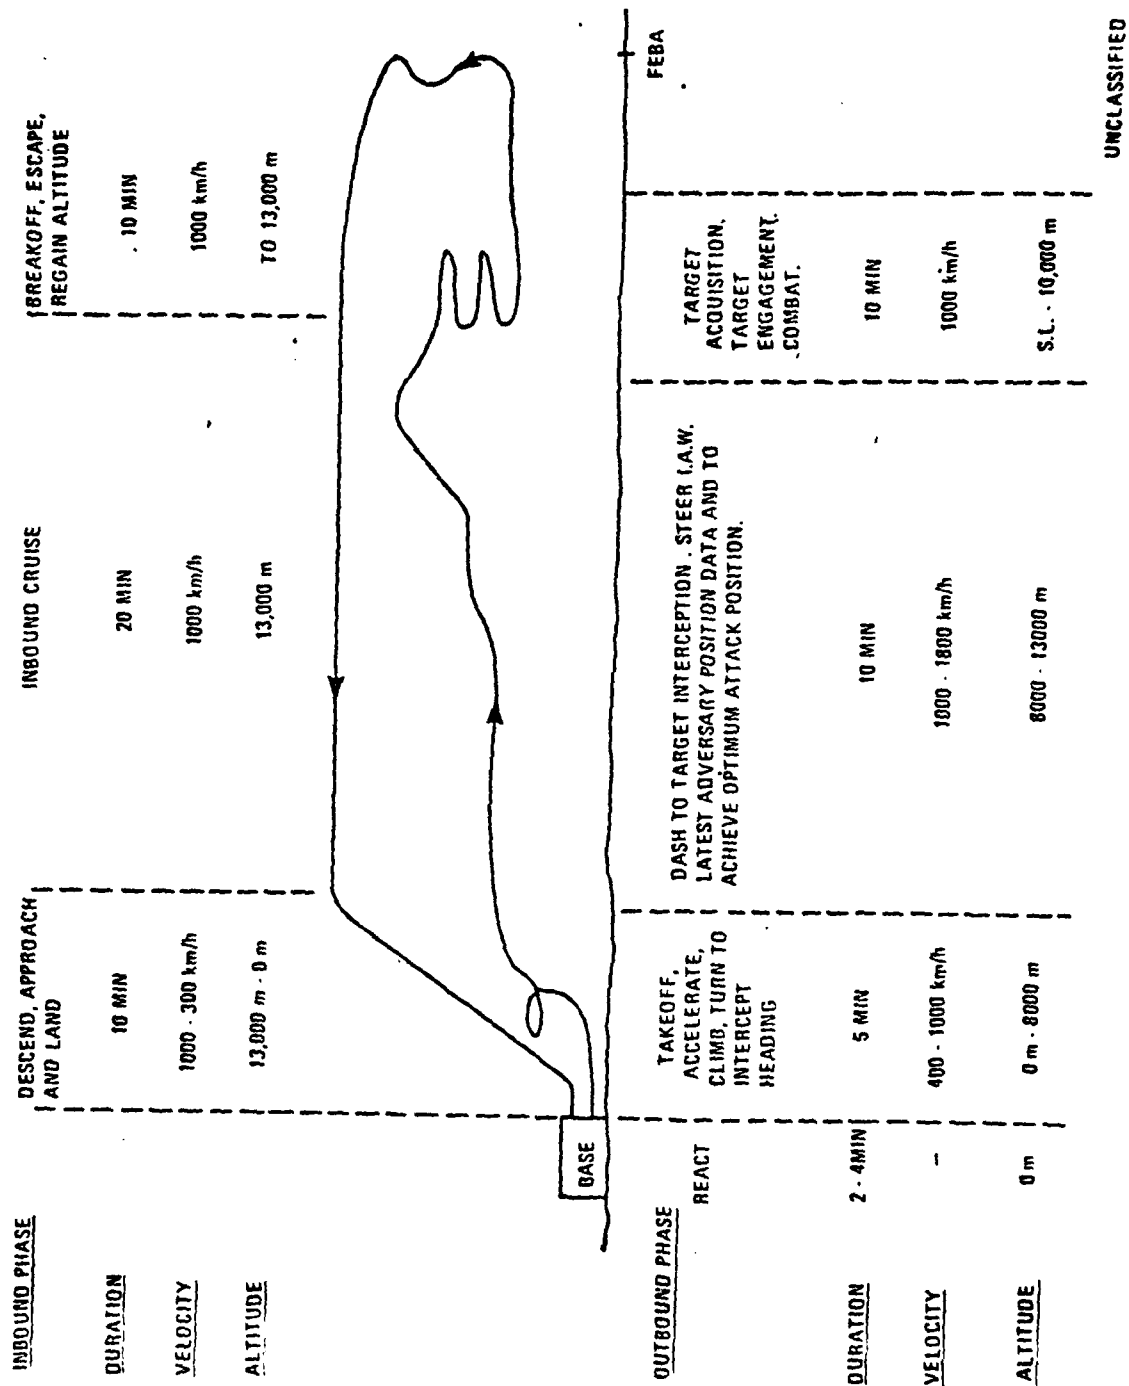 INBOUND PHASE
DESCEND, APPROACH
AND LAND
INBOUND CRUISE
BREAKOFF, ESCAPE,
REGAIN ALTITUDE
DURATION
10 MIN
20 MIN
10 MIN
VELOCITY
1000 - 300 km/h
1000 km/h
1000 km/h
ALTITUDE
13,000 m - 0 m
13,000 m
TO 13,000 m
BASE
FEBA
OUTBOUND PHASE
REACT
TAKEOFF,
ACCELERATE,
CLIMB, TURN TO
INTERCEPT
HEADING
DASH TO TARGET INTERCEPTION. STEER I.A.W.
LATEST ADVERSARY POSITION DATA AND TO
ACHIEVE OPTIMUM ATTACK POSITION.
TARGET
ACQUISITION.
TARGET
ENGAGEMENT.
COMBAT.
DURATION
2 - 4MIN
5 MIN
10 MIN
10 MIN
VELOCITY
–
400 - 1000 km/h
1000 - 1800 km/h
1000 km/h
ALTITUDE
0 m
0 m - 8000 m
8000 - 13000 m
S.L. - 10,000 m
UNCLASSIFIED